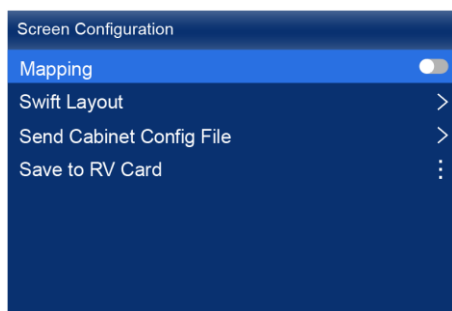 Screen Configuration
Mapping
Swift Layout
Send Cabinet Config File
Save to RV Card